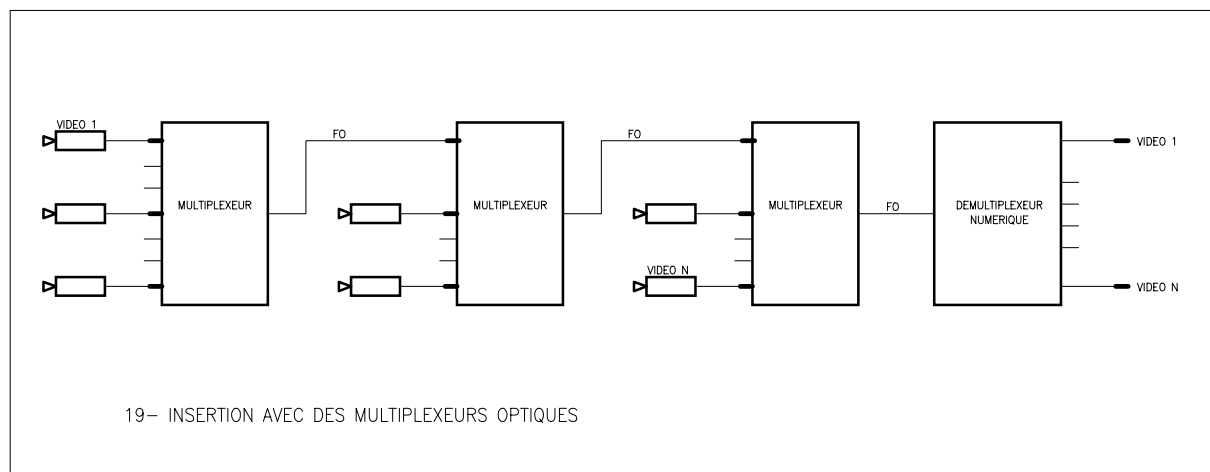 VIDEO 1
MULTIPLEXEUR
FO
MULTIPLEXEUR
FO
VIDEO N
MULTIPLEXEUR
FO
DEMULTIPLEXEUR
NUMERIQUE
VIDEO 1
VIDEO N
19- INSERTION AVEC DES MULTIPLEXEURS OPTIQUES